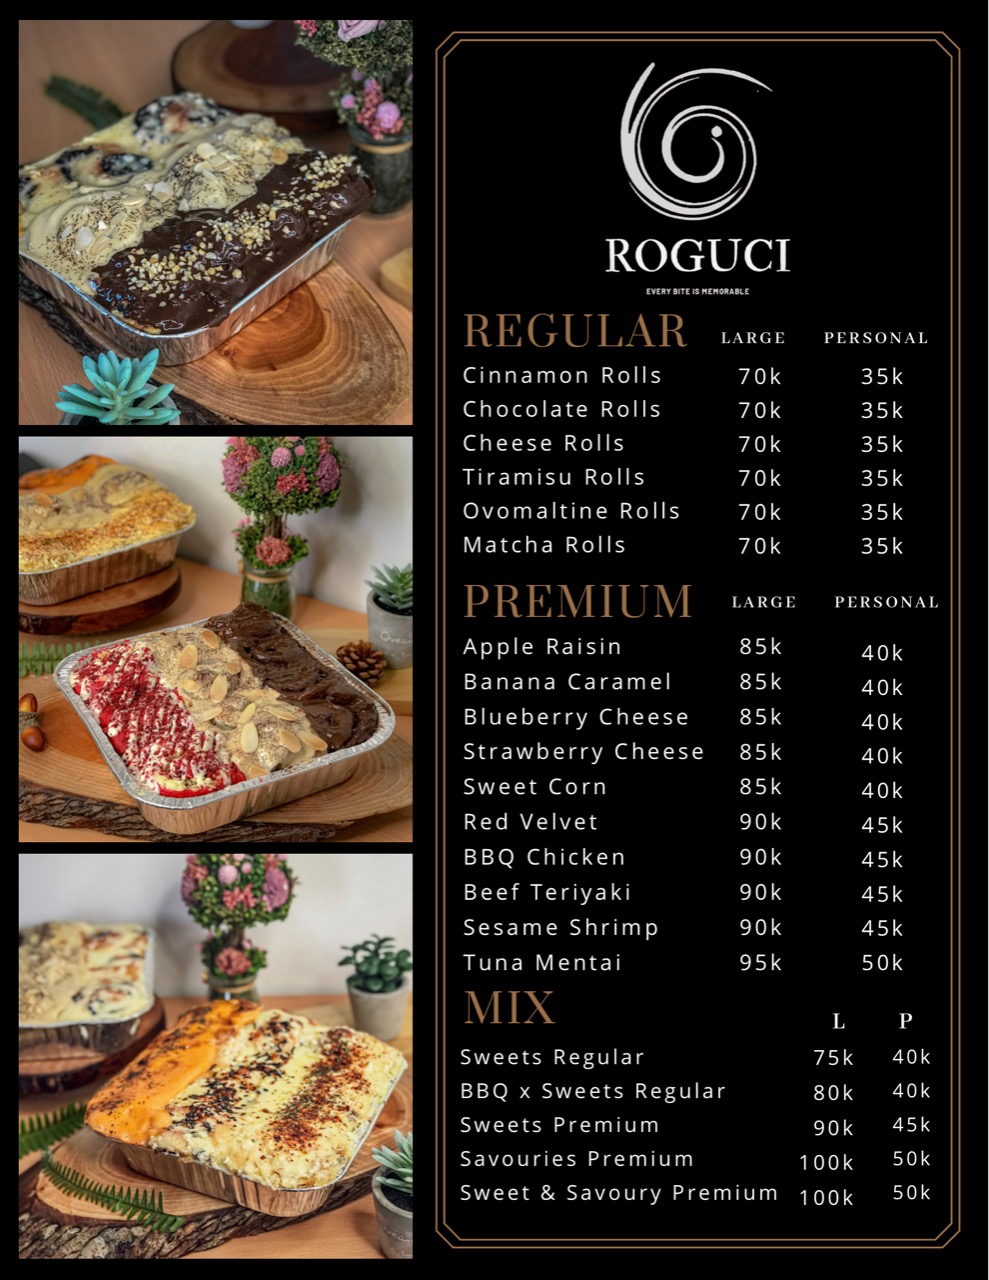 ROGUCI
EVERY BITE IS MEMORABLE
REGULAR LARGE PERSONAL
Cinnamon Rolls 70k 35k
Chocolate Rolls 70k 35k
Cheese Rolls 70k 35k
Tiramisu Rolls 70k 35k
Ovomaltine Rolls 70k 35k
Matcha Rolls 70k 35k
PREMIUM LARGE PERSONAL
Apple Raisin 85k 40k
Banana Caramel 85k 40k
Blueberry Cheese 85k 40k
Strawberry Cheese 85k 40k
Sweet Corn 85k 40k
Red Velvet 90k 45k
BBQ Chicken 90k 45k
Beef Teriyaki 90k 45k
Sesame Shrimp 90k 45k
Tuna Mentai 95k 50k
MIX L P
Sweets Regular 75k 40k
BBQ x Sweets Regular 80k 40k
Sweets Premium 90k 45k
Savouries Premium 100k 50k
Sweet & Savoury Premium 100k 50k